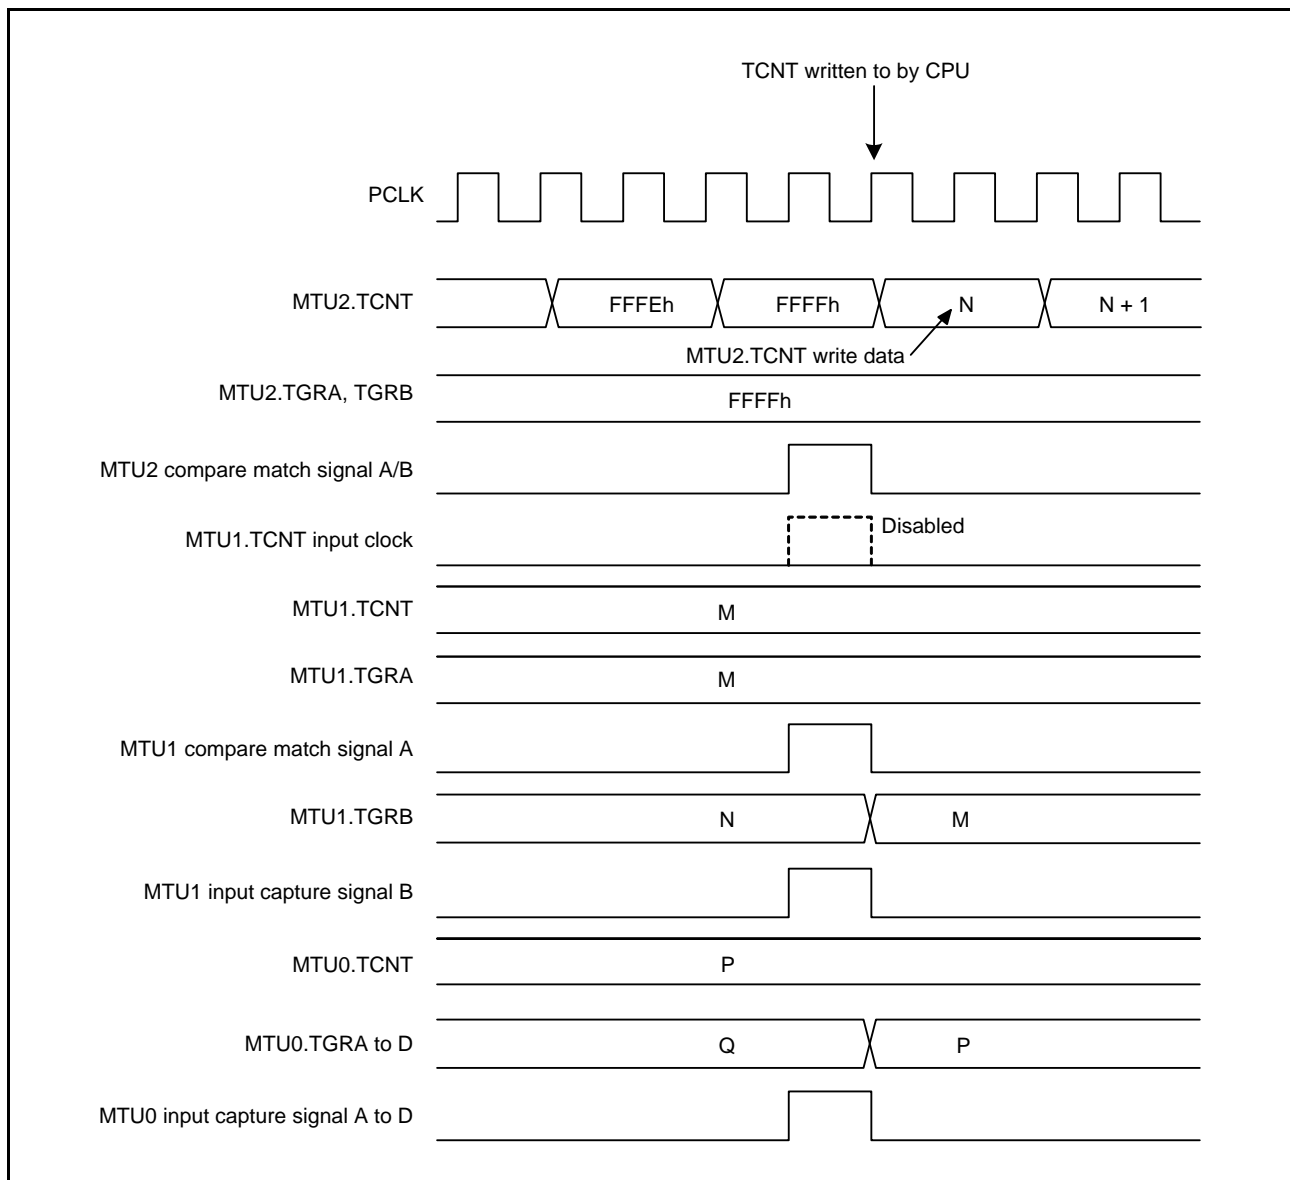 TCNT written to by CPU
PCLK
MTU2.TCNT
FFFEh
FFFFh
N
N + 1
MTU2.TCNT write data
MTU2.TGRA, TGRB
FFFFh
MTU2 compare match signal A/B
MTU1.TCNT input clock
Disabled
MTU1.TCNT
M
MTU1.TGRA
M
MTU1 compare match signal A
MTU1.TGRB
N
M
MTU1 input capture signal B
MTU0.TCNT
P
MTU0.TGRA to D
Q
P
MTU0 input capture signal A to D